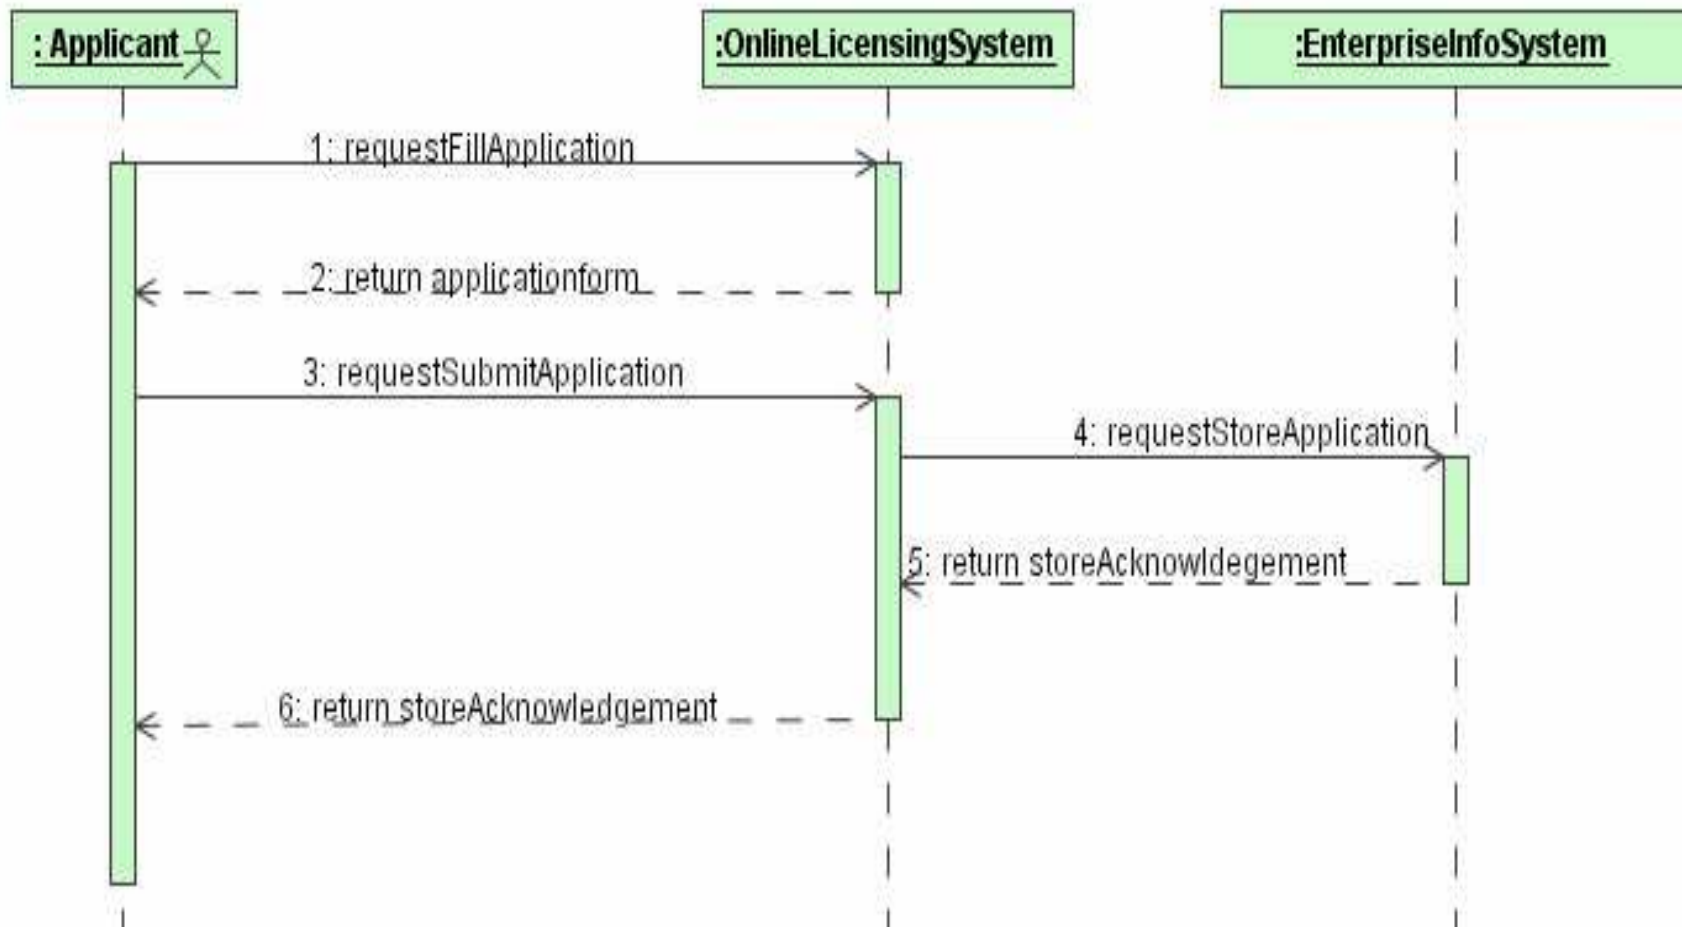 : Applicant
:OnlineLicensingSystem
:EnterpriseInfoSystem
1: requestFillApplication
2: return applicationform
3: requestSubmitApplication
4: requestStoreApplication
5: return storeAcknowldegement
6: return storeAcknowledgement